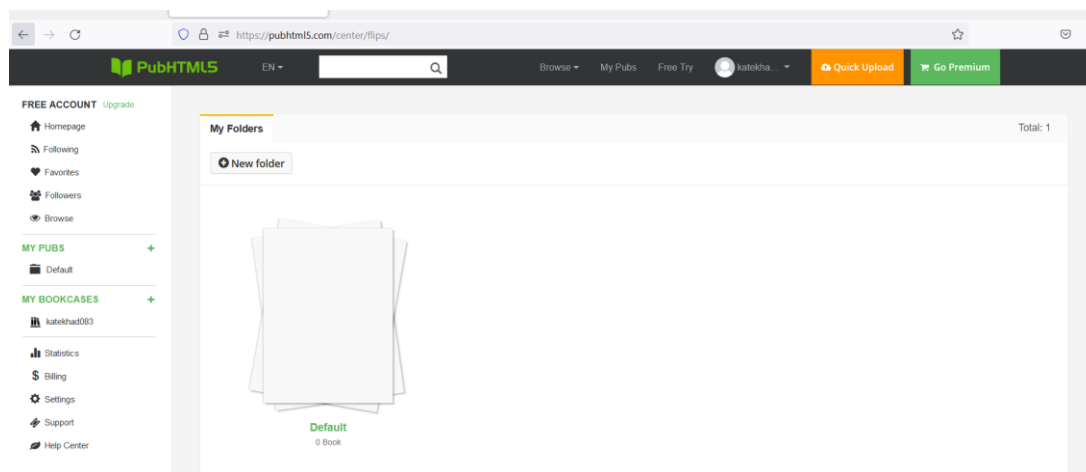 https://pubhtml5.com/center/flips/
PubHTML5
EN
Browse
My Pubs
Free Try
katekha...
Quick Upload
Go Premium
FREE ACCOUNT Upgrade
Homepage
Following
Favorites
Followers
Browse
MY PUBS +
Default
MY BOOKCASES +
katekhad083
Statistics
Billing
Settings
Support
Help Center
My Folders
Total: 1
New folder
Default
0 Book